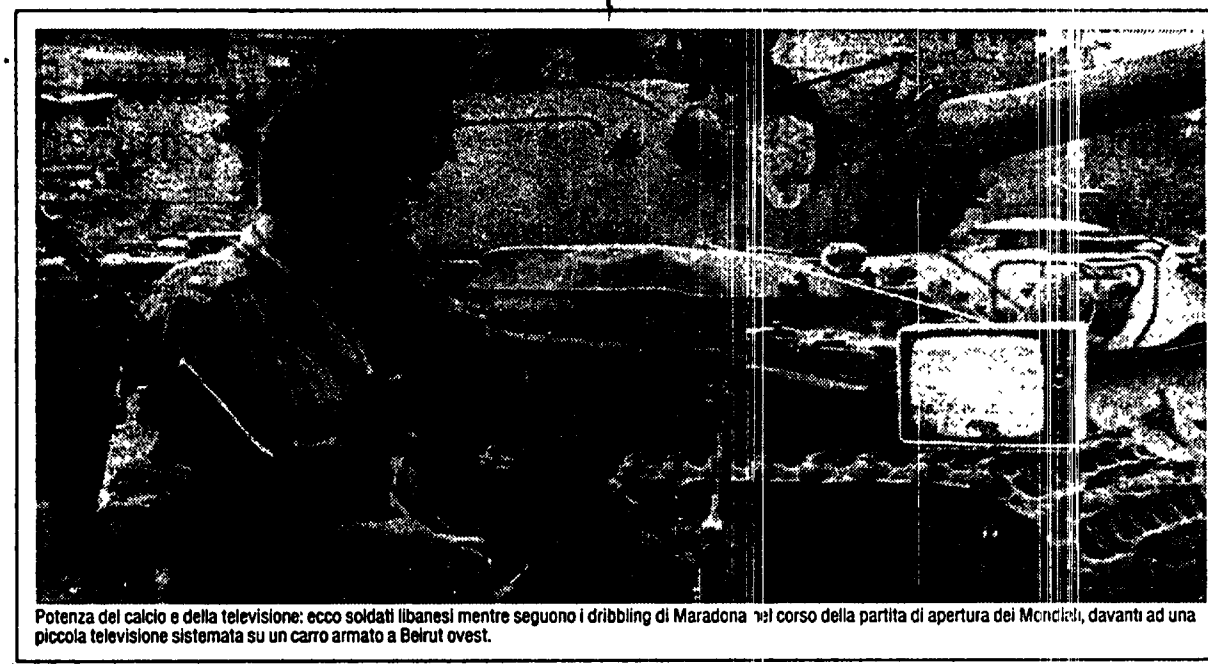 Potenza del calcio e della televisione: ecco soldati libanesi mentre seguono i dribbling di Maradona nel corso della partita di apertura dei Mondiali, davanti ad una
piccola televisione sistemata su un carro armato a Beirut ovest.